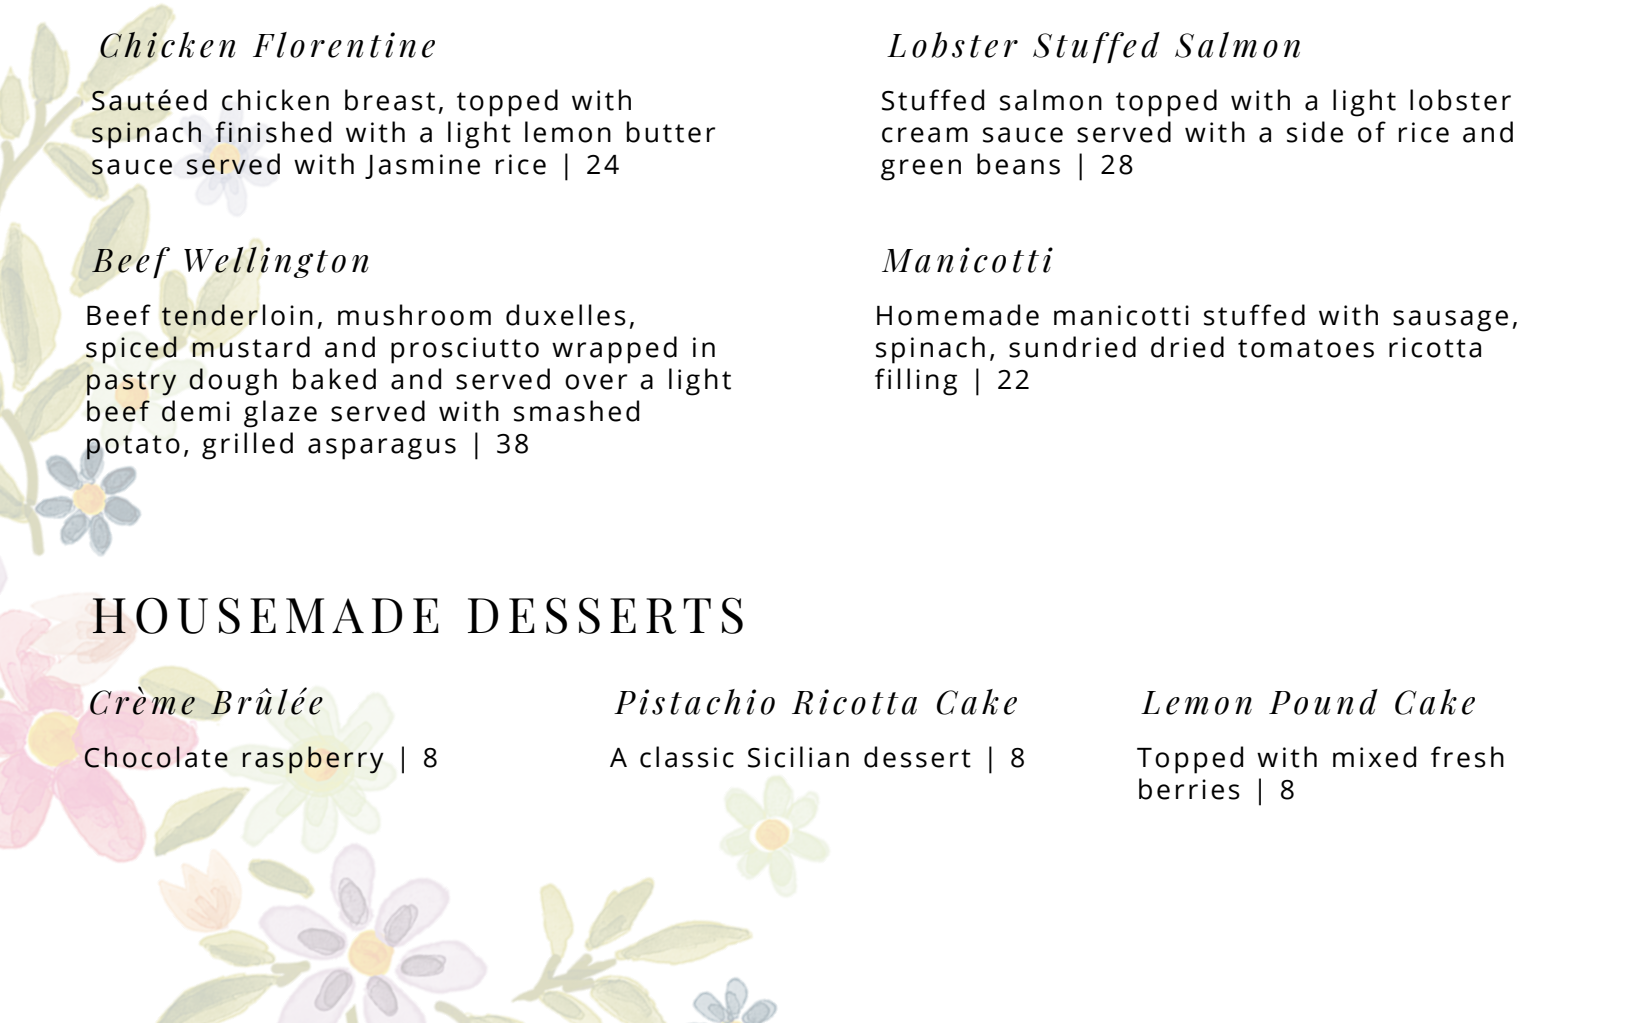 Chicken Florentine
Sautéed chicken breast, topped with
spinach finished with a light lemon butter
sauce served with Jasmine rice | 24
Lobster Stuffed Salmon
Stuffed salmon topped with a light lobster
cream sauce served with a side of rice and
green beans | 28
Beef Wellington
Beef tenderloin, mushroom duxelles,
spiced mustard and prosciutto wrapped in
pastry dough baked and served over a light
beef demi glaze served with smashed
potato, grilled asparagus | 38
Manicotti
Homemade manicotti stuffed with sausage,
spinach, sundried dried tomatoes ricotta
filling | 22
HOUSEMADE DESSERTS
Crème Brûlée
Chocolate raspberry | 8
Pistachio Ricotta Cake
A classic Sicilian dessert | 8
Lemon Pound Cake
Topped with mixed fresh
berries | 8